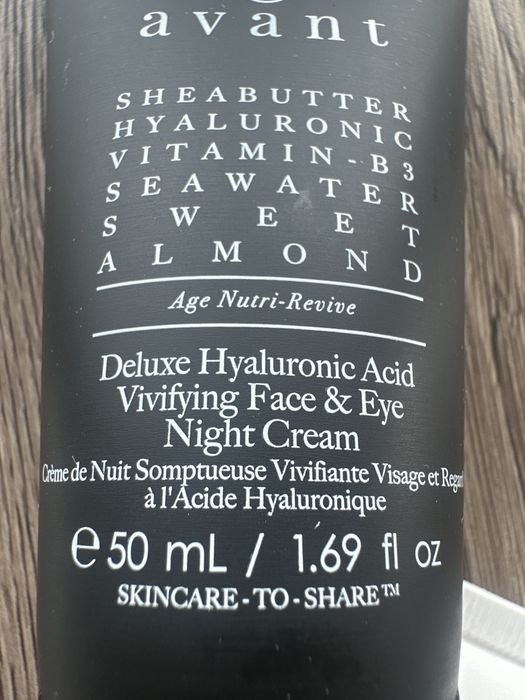 avant
SHEABUTTER
HYALURONIC
VITAMIN-B3
SEAWATER
SWEET
ALMOND
Age Nutri-Revive
Deluxe Hyaluronic Acid
Vivifying Face & Eye
Night Cream
Crème de Nuit Somptueuse Vivifiante Visage et
à l'Acide Hyaluronique
e 50 mL / 1.69 fl oz
SKINCARE-TO-SHARE™